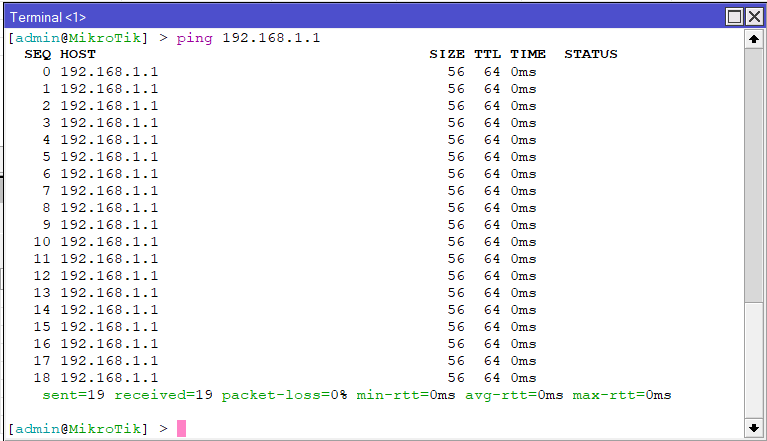 Terminal <1>
[admin@MikroTik] > ping 192.168.1.1
SEQ HOST SIZE TTL TIME STATUS
0 192.168.1.1 56 64 0ms
1 192.168.1.1 56 64 0ms
2 192.168.1.1 56 64 0ms
3 192.168.1.1 56 64 0ms
4 192.168.1.1 56 64 0ms
5 192.168.1.1 56 64 0ms
6 192.168.1.1 56 64 0ms
7 192.168.1.1 56 64 0ms
8 192.168.1.1 56 64 0ms
9 192.168.1.1 56 64 0ms
10 192.168.1.1 56 64 0ms
11 192.168.1.1 56 64 0ms
12 192.168.1.1 56 64 0ms
13 192.168.1.1 56 64 0ms
14 192.168.1.1 56 64 0ms
15 192.168.1.1 56 64 0ms
16 192.168.1.1 56 64 0ms
17 192.168.1.1 56 64 0ms
18 192.168.1.1 56 64 0ms
sent=19 received=19 packet-loss=0% min-rtt=0ms avg-rtt=0ms max-rtt=0ms
[admin@MikroTik] >